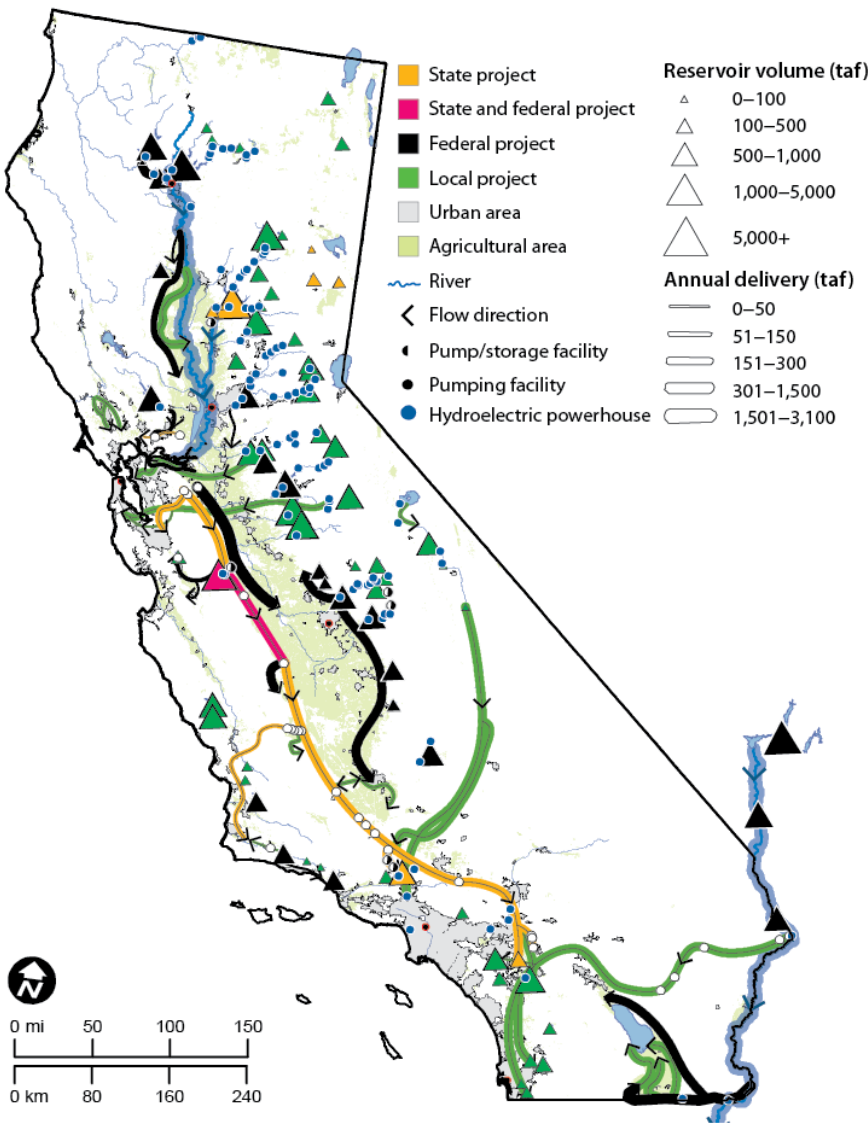 State project
State and federal project
Federal project
Local project
Urban area
Agricultural area
River
Flow direction
Pump/storage facility
Pumping facility
Hydroelectric powerhouse
Reservoir volume (taf)
0–100
100–500
500–1,000
1,000–5,000
5,000+
Annual delivery (taf)
0–50
51–150
151–300
301–1,500
1,501–3,100
N
0 mi 50 100 150
0 km 80 160 240